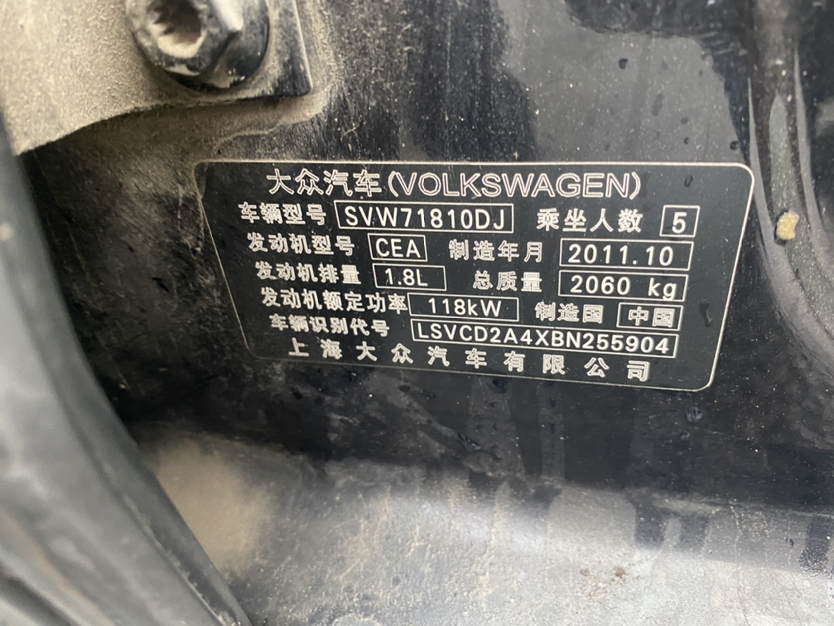 大众汽车(VOLKSWAGEN)
车辆型号 SVW71810DJ 乘坐人数 5
发动机型号 CEA 制造年月 2011.10
发动机排量 1.8L 总质量 2060 kg
发动机额定功率 118kW 制造国 中国
车辆识别代号 LSVCD2A4XBN255904
上海大众汽车有限公司